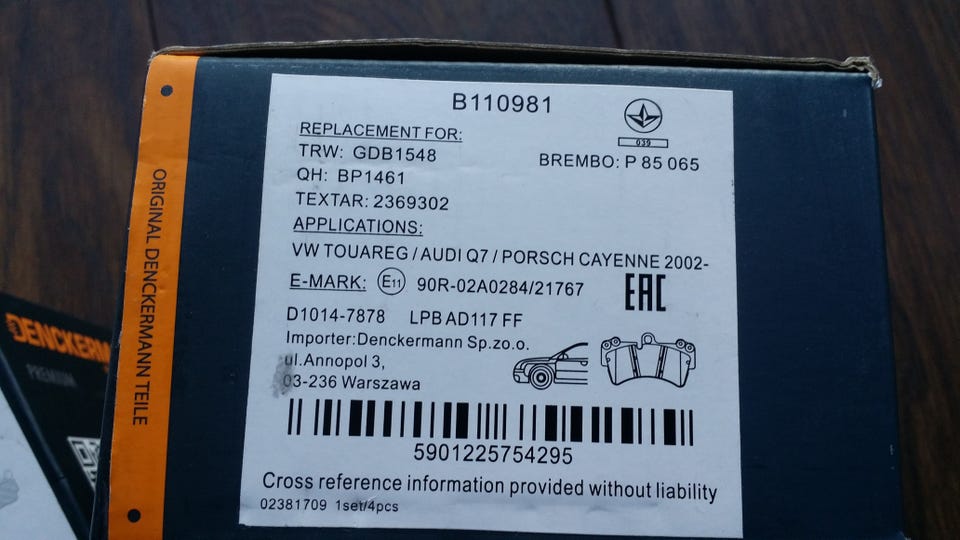 B110981
REPLACEMENT FOR:
TRW: GDB1548
QH: BP1461
TEXTAR: 2369302
039
BREMBO: P 85 065
APPLICATIONS:
VW TOUAREG / AUDI Q7 / PORSCH CAYENNE 2002-
E-MARK: E11 90R-02A0284/21767
EAC
D1014-7878 LPB AD117 FF
Importer:Denckermann Sp.zo.o.
ul.Annopol 3,
03-236 Warszawa
5901225754295
Cross reference information provided without liability
02381709 1set/4pcs
ORIGINAL DENCKERMANN TEILE
DENCKERM
PREMIUM